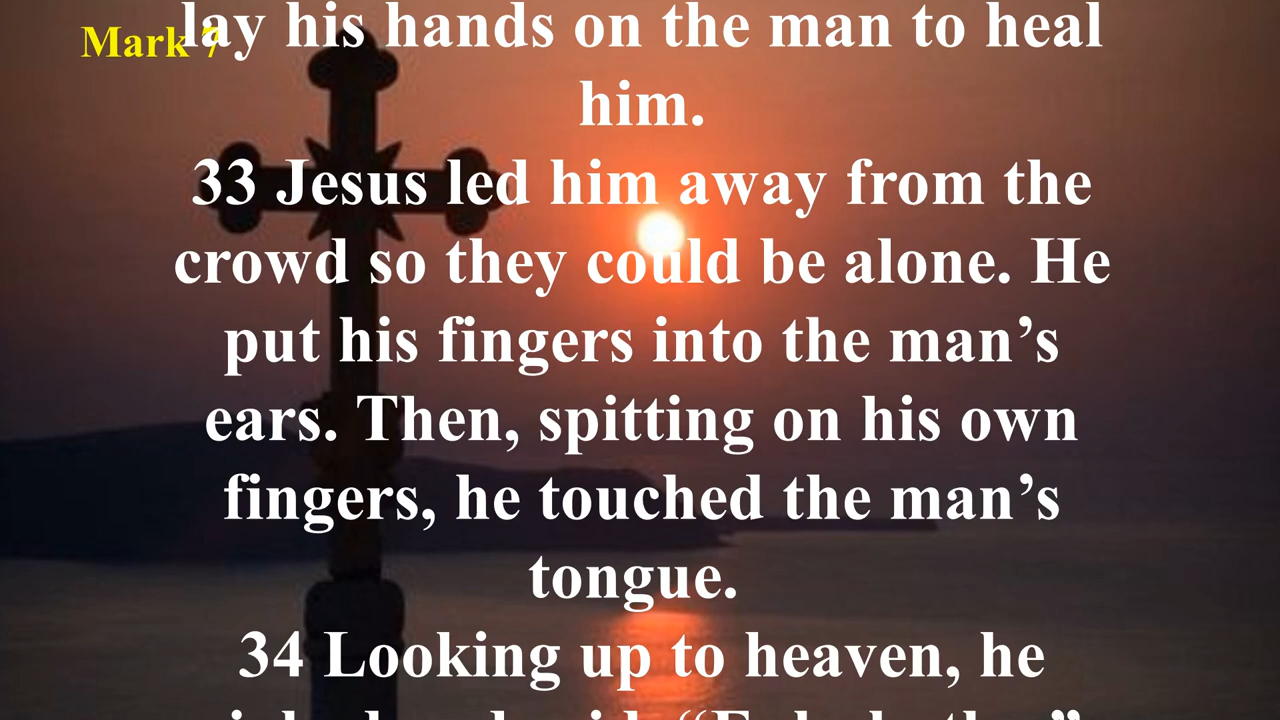 Mark 7
lay his hands on the man to heal
him.
33 Jesus led him away from the
crowd so they could be alone. He
put his fingers into the man’s
ears. Then, spitting on his own
fingers, he touched the man’s
tongue.
34 Looking up to heaven, he